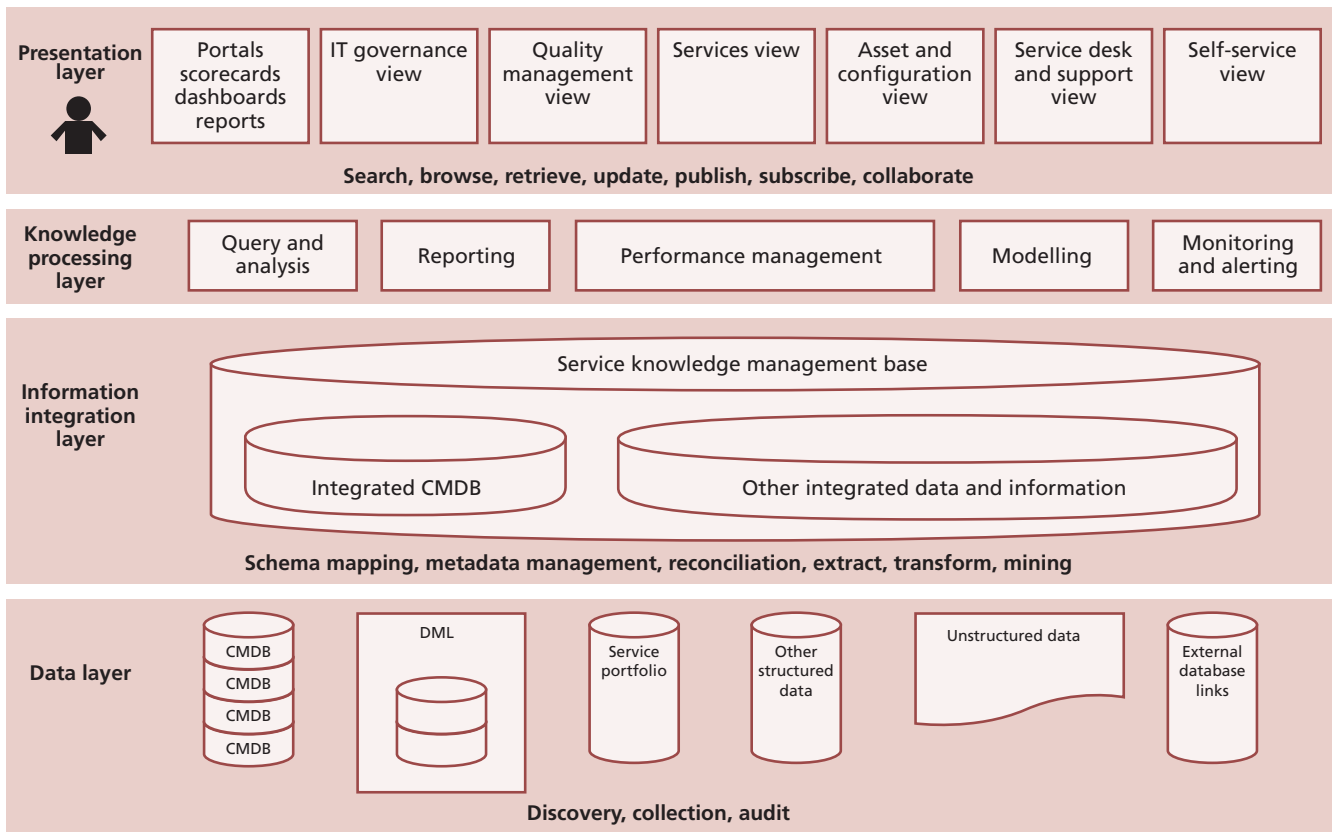 Presentation
layer
Portals
scorecards
dashboards
reports
IT governance
view
Quality
management
view
Services view
Asset and
configuration
view
Service desk
and support
view
Self-service
view
Search, browse, retrieve, update, publish, subscribe, collaborate
Knowledge
processing
layer
Query and
analysis
Reporting
Performance management
Modelling
Monitoring
and alerting
Information
integration
layer
Service knowledge management base
Integrated CMDB
Other integrated data and information
Schema mapping, metadata management, reconciliation, extract, transform, mining
Data layer
CMDB
CMDB
CMDB
CMDB
DML
Service
portfolio
Other
structured
data
Unstructured data
External
database
links
Discovery, collection, audit